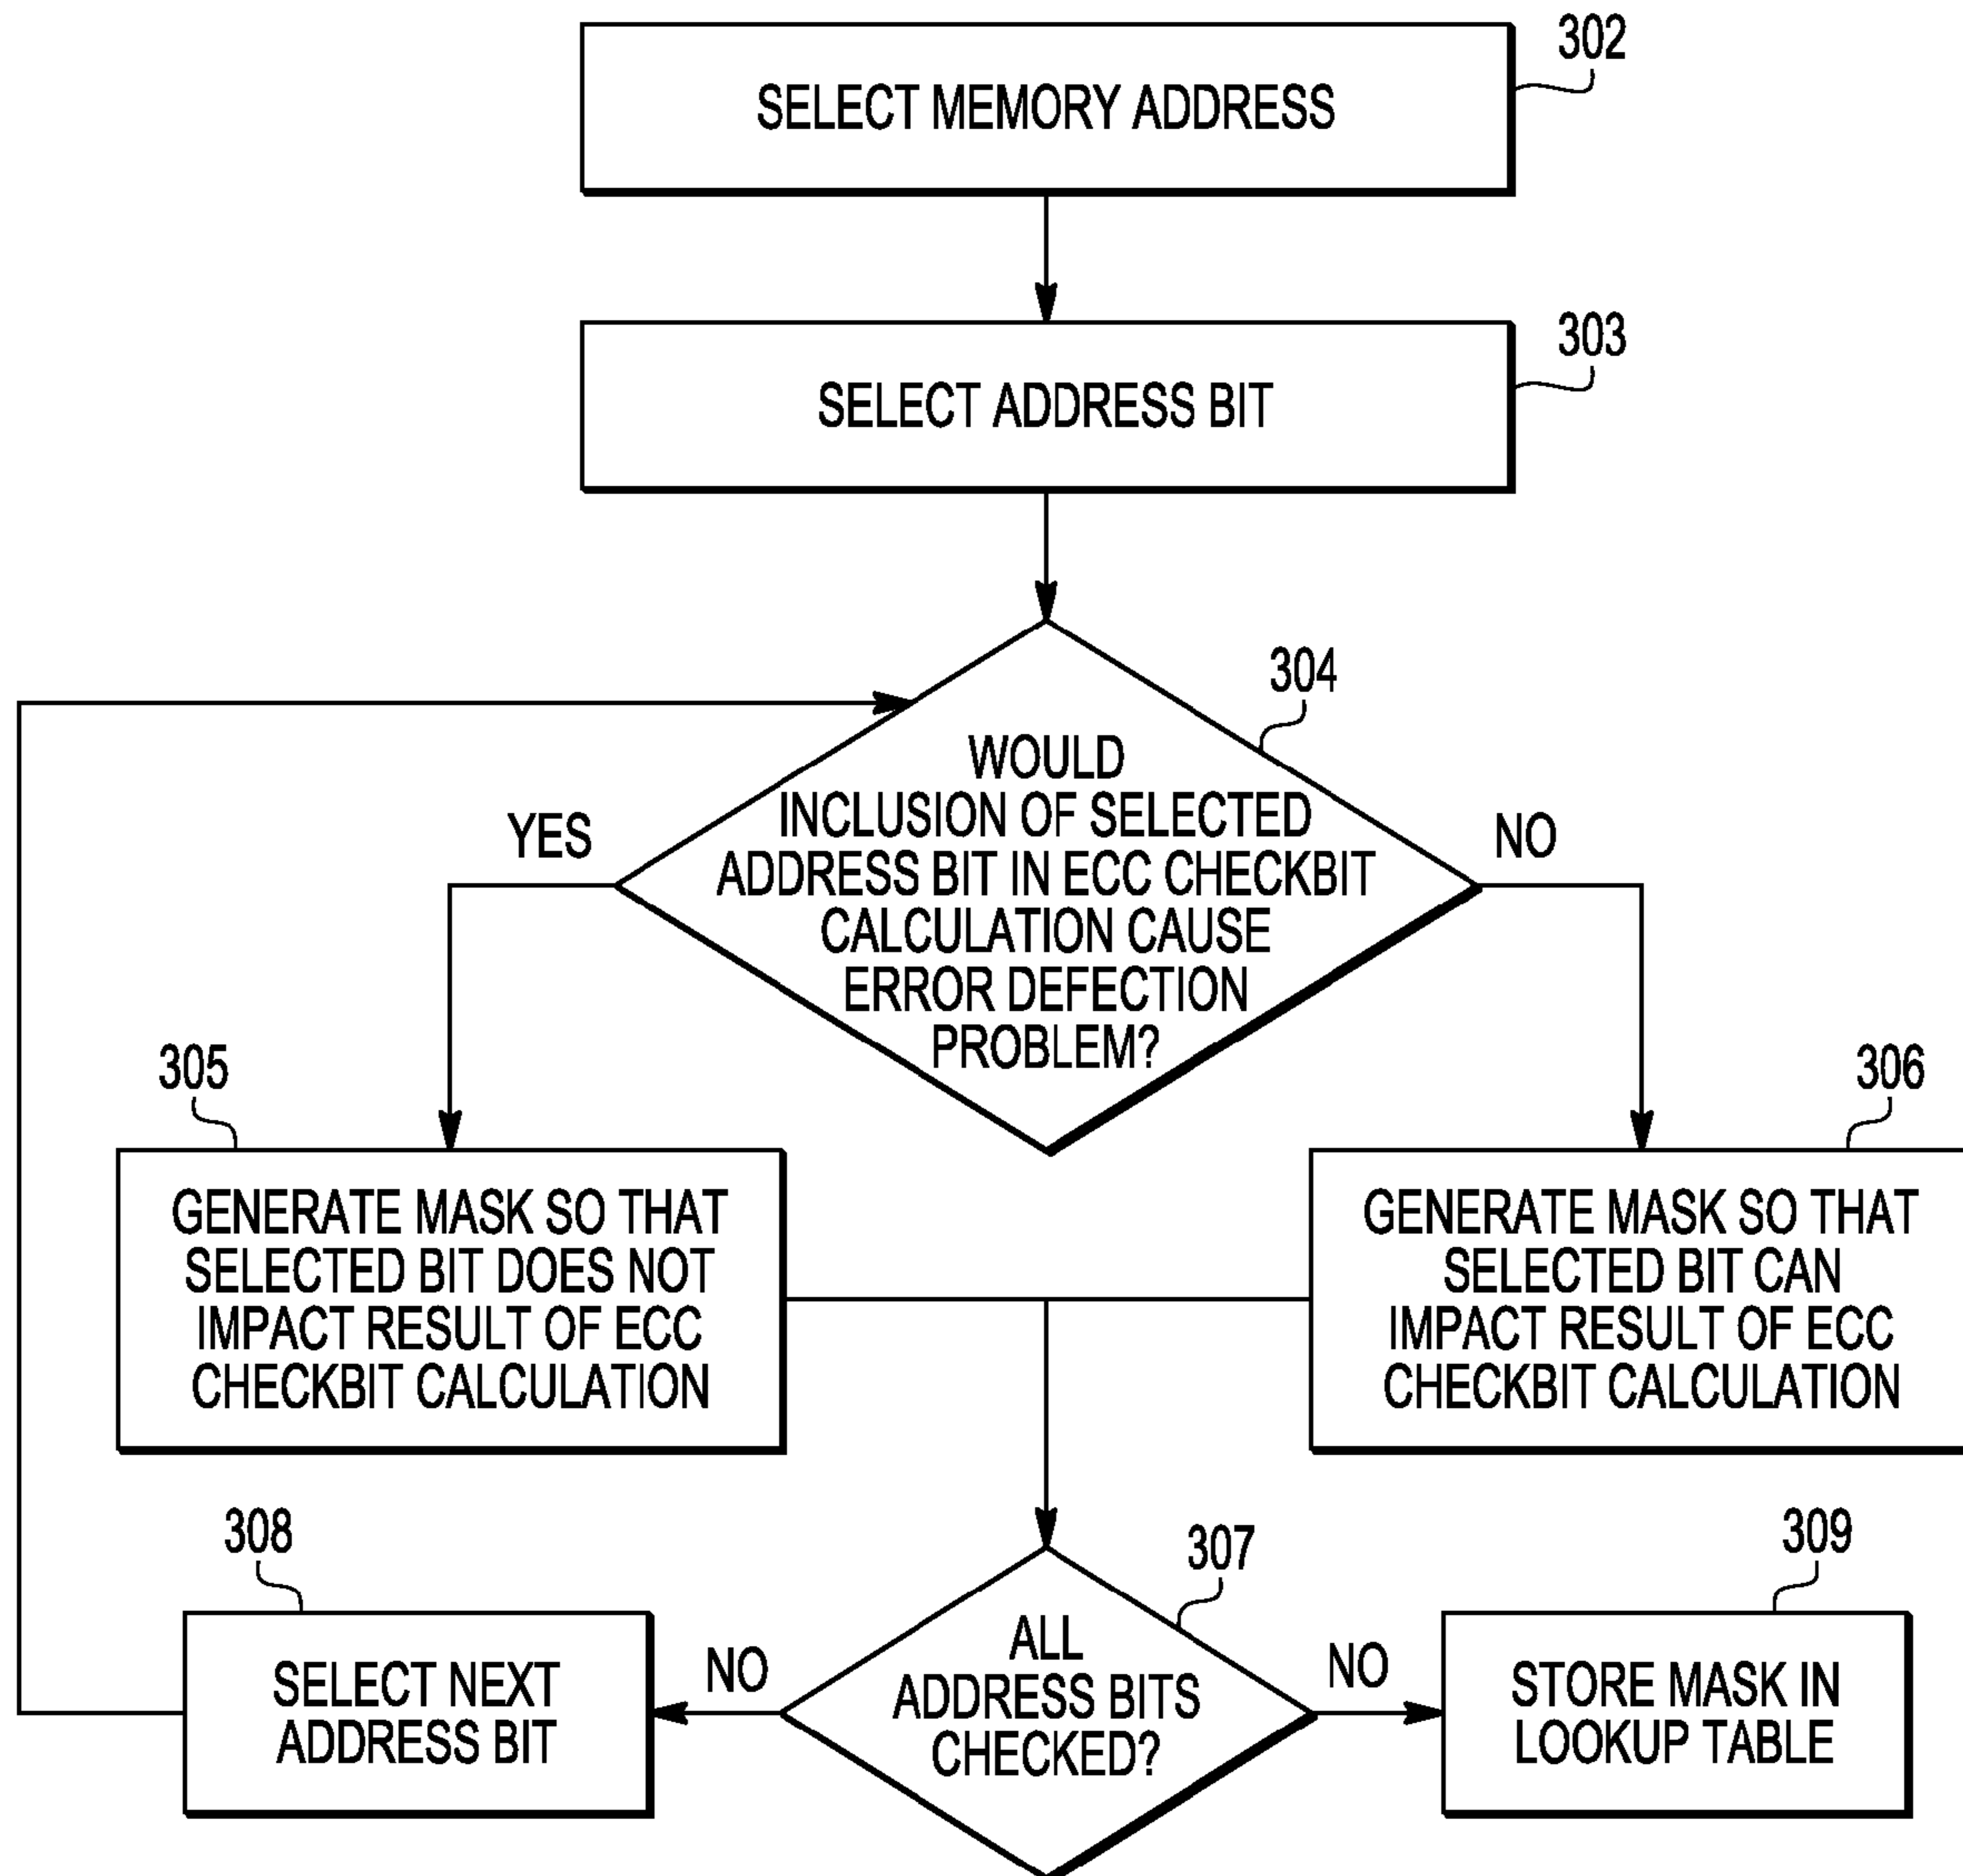 302
SELECT MEMORY ADDRESS
303
SELECT ADDRESS BIT
304
WOULD
INCLUSION OF SELECTED
ADDRESS BIT IN ECC CHECKBIT
CALCULATION CAUSE
ERROR DEFECTION
PROBLEM?
YES
NO
305
GENERATE MASK SO THAT
SELECTED BIT DOES NOT
IMPACT RESULT OF ECC
CHECKBIT CALCULATION
306
GENERATE MASK SO THAT
SELECTED BIT CAN
IMPACT RESULT OF ECC
CHECKBIT CALCULATION
307
ALL
ADDRESS BITS
CHECKED?
NO
NO
308
SELECT NEXT
ADDRESS BIT
309
STORE MASK IN
LOOKUP TABLE